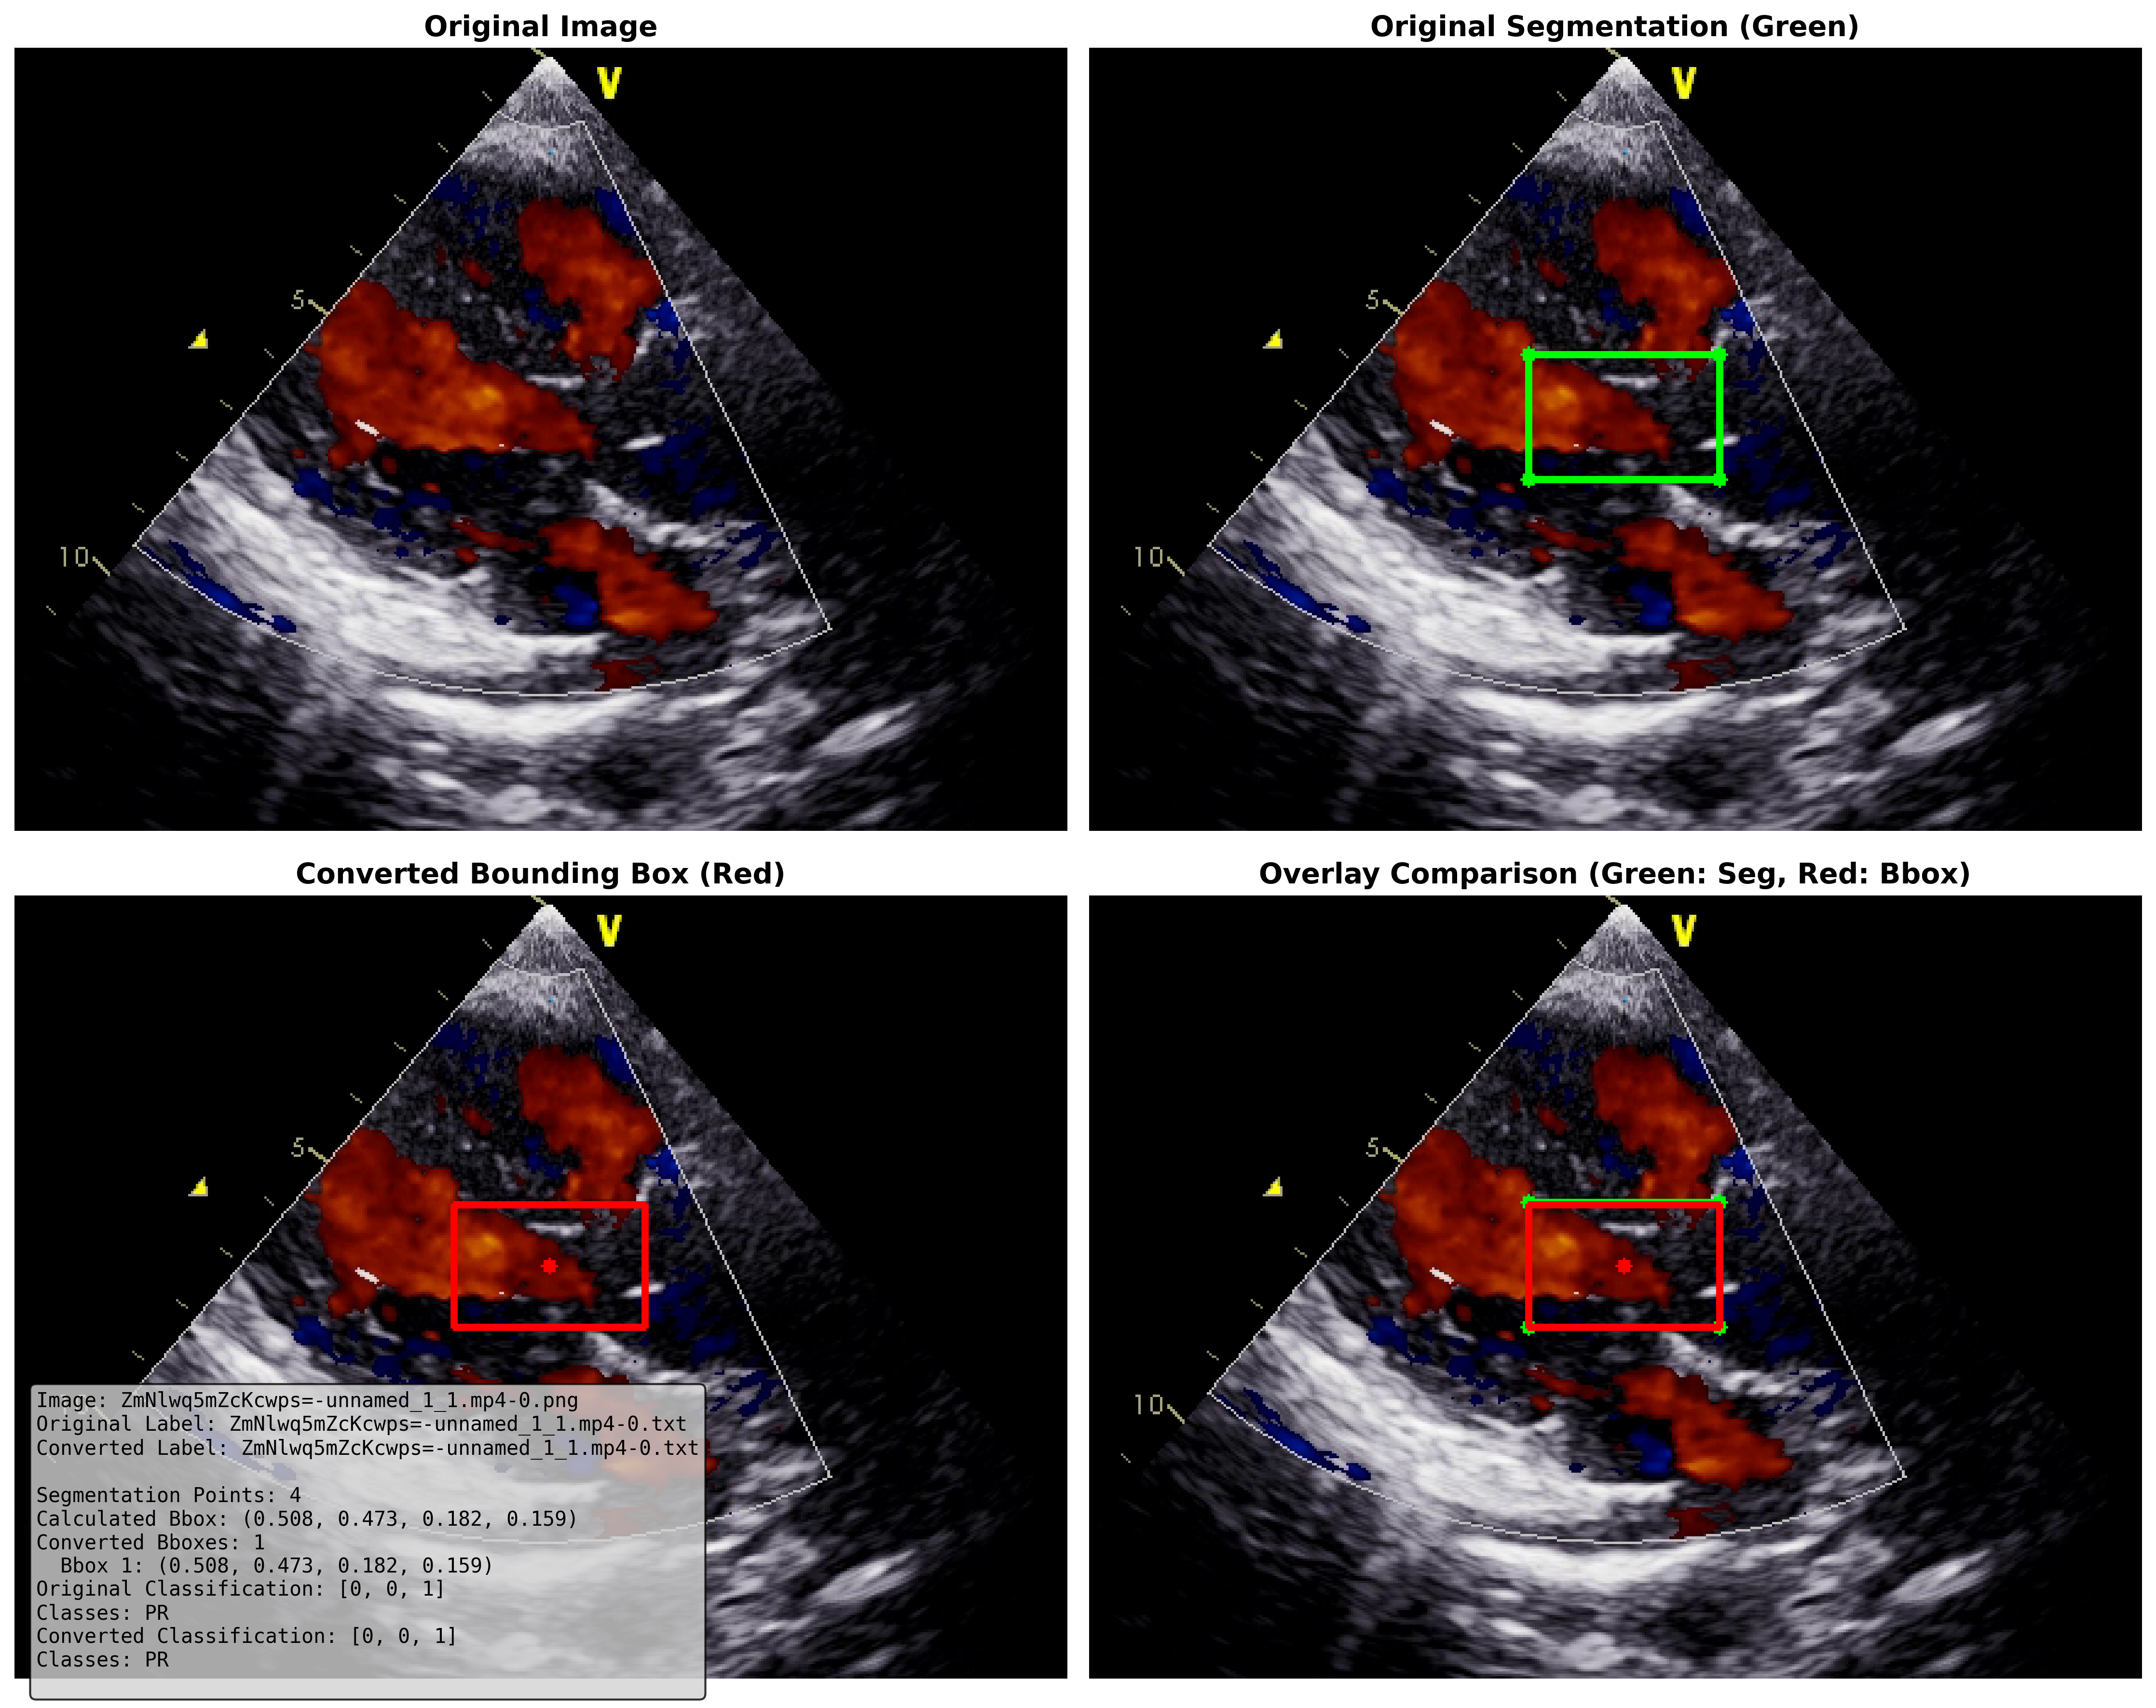 Original Image
Original Segmentation (Green)
V
5
10
V
5
10
Converted Bounding Box (Red)
Overlay Comparison (Green: Seg, Red: Bbox)
V
5
V
5
10
Image: ZmNlwq5mZcKcwps=-unnamed_1_1.mp4-0.png
Original Label: ZmNlwq5mZcKcwps=-unnamed_1_1.mp4-0.txt
Converted Label: ZmNlwq5mZcKcwps=-unnamed_1_1.mp4-0.txt
Segmentation Points: 4
Calculated Bbox: (0.508, 0.473, 0.182, 0.159)
Converted Bboxes: 1
Bbox 1: (0.508, 0.473, 0.182, 0.159)
Original Classification: [0, 0, 1]
Classes: PR
Converted Classification: [0, 0, 1]
Classes: PR